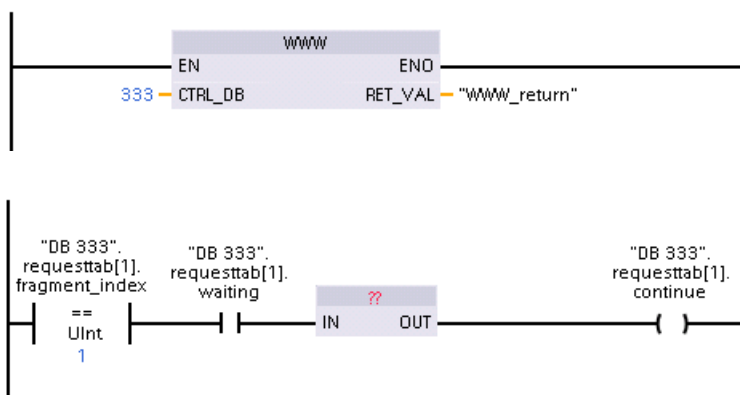 WWW
EN ENO
333 CTRL_DB RET_VAL "WWW_return"
"DB 333".
requesttab[1].
fragment_index
==
UInt
1
"DB 333".
requesttab[1].
waiting
??
IN OUT
"DB 333".
requesttab[1].
continue